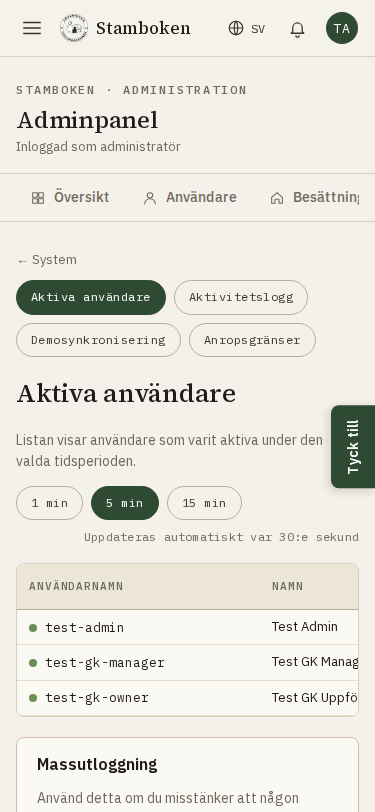 Stamboken
SV
TA
STAMBOKEN · ADMINISTRATION
Adminpanel
Inloggad som administratör
Översikt
Användare
Besättning
← System
Aktiva användare
Aktivitetslogg
Demosynkronisering
Anropsgränser
Aktiva användare
Listan visar användare som varit aktiva under den
valda tidsperioden.
Tyck till
1 min
5 min
15 min
Uppdateras automatiskt var 30:e sekund
ANVÄNDARNAMN NAMN
test-admin Test Admin
test-gk-manager Test GK Manag
test-gk-owner Test GK Uppfö
Massutloggning
Använd detta om du misstänker att någon